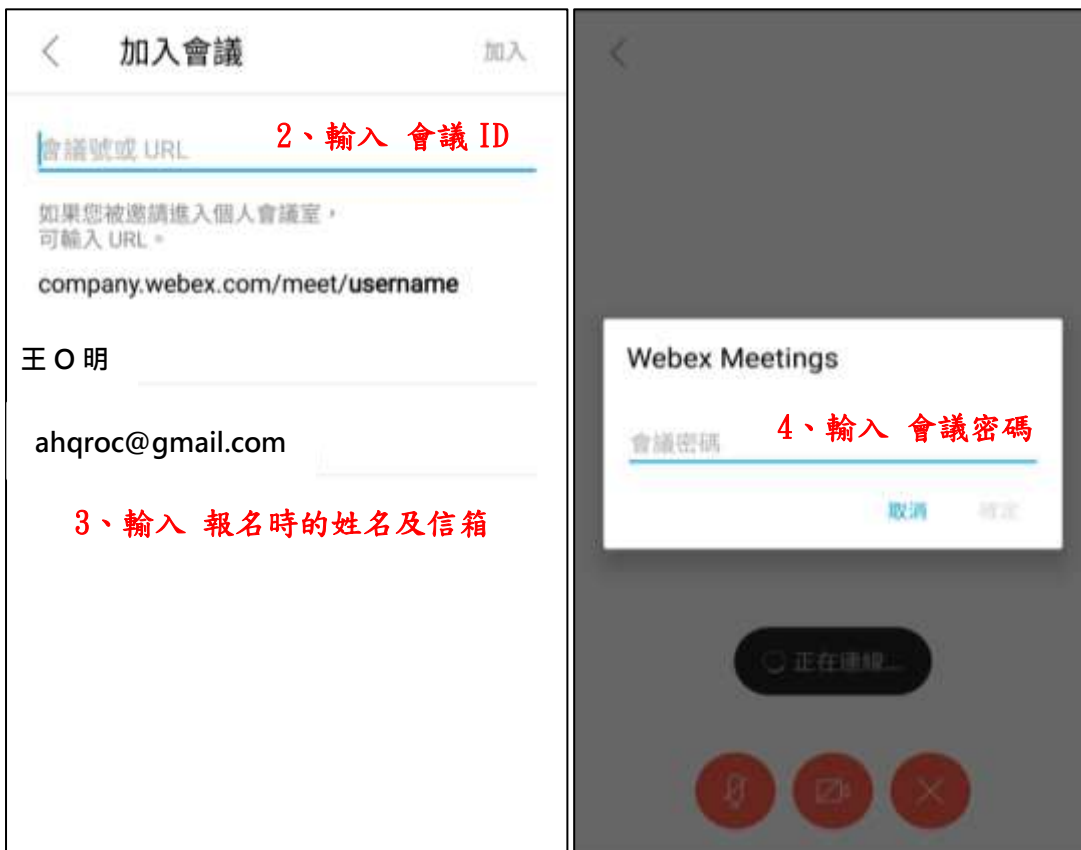 加入會議
加入
會議號或 URL
2、輸入 會議 ID
如果您被邀請進入個人會議室，
可輸入 URL。
company.webex.com/meet/username
王 O 明
ahqroc@gmail.com
3、輸入 報名時的姓名及信箱
Webex Meetings
會議密碼
4、輸入 會議密碼
取消
確定
正在連線...